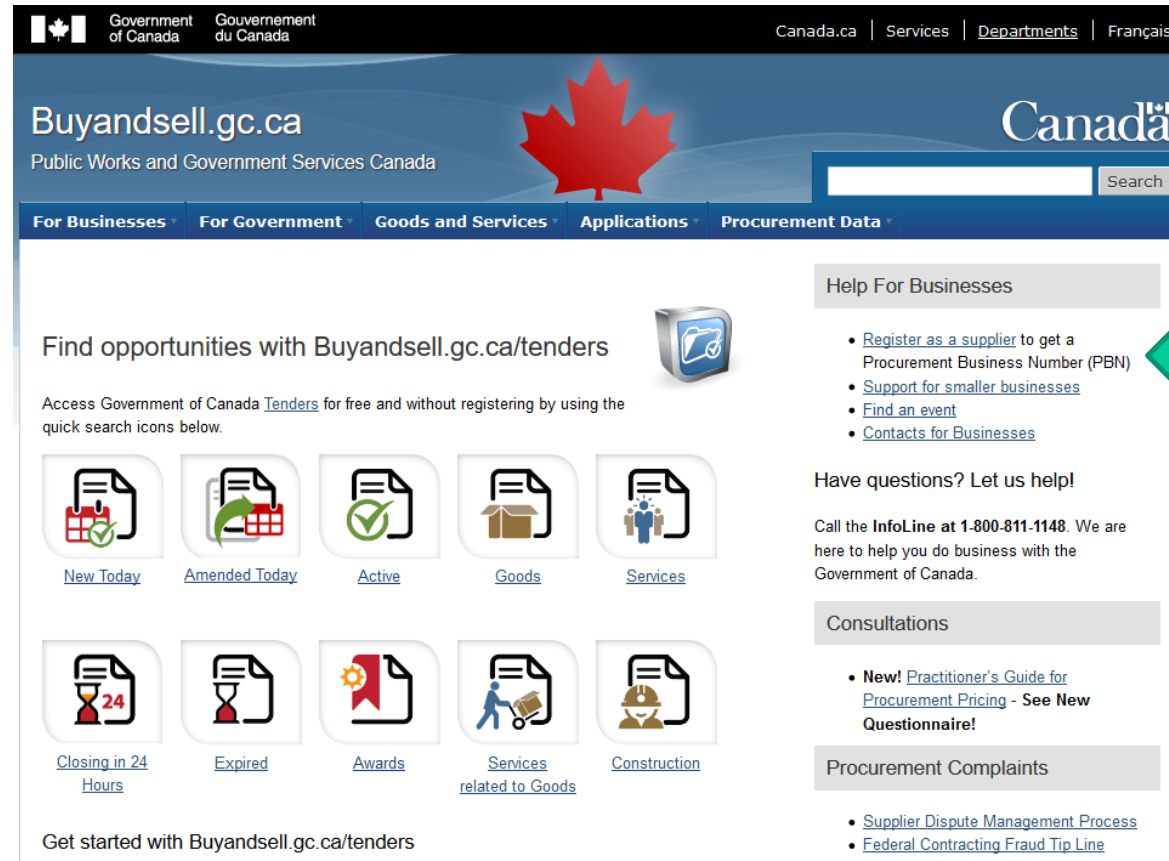 Government of Canada
Gouvernement du Canada
Canada.ca | Services | Departments | Français
Buyandsell.gc.ca
Public Works and Government Services Canada
Canada
Search
For Businesses
For Government
Goods and Services
Applications
Procurement Data
Find opportunities with Buyandsell.gc.ca/tenders
Access Government of Canada Tenders for free and without registering by using the
quick search icons below.
New Today
Amended Today
Active
Goods
Services
24
Closing in 24
Hours
Expired
Awards
Services
related to Goods
Construction
Get started with Buyandsell.gc.ca/tenders
Help For Businesses
• Register as a supplier to get a
Procurement Business Number (PBN)
• Support for smaller businesses
• Find an event
• Contacts for Businesses
Have questions? Let us help!
Call the InfoLine at 1-800-811-1148. We are
here to help you do business with the
Government of Canada.
Consultations
• New! Practitioner's Guide for
Procurement Pricing - See New
Questionnaire!
Procurement Complaints
• Supplier Dispute Management Process
• Federal Contracting Fraud Tip Line